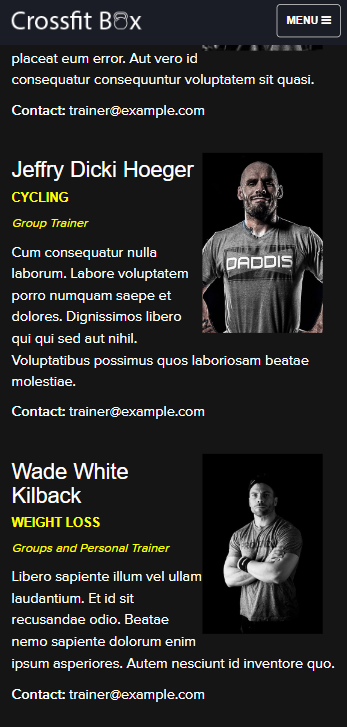 Crossfit Box
MENU
placeat eum error. Aut vero id
consequatur consequuntur voluptatem sit quasi.
Contact: trainer@example.com
Jeffry Dicki Hoeger
CYCLING
Group Trainer
Cum consequatur nulla
laborum. Labore voluptatem
porro numquam saepe et
dolores. Dignissimos libero
qui qui sed aut nihil.
Voluptatibus possimus quos laboriosam beatae
molestiae.
Contact: trainer@example.com
DADDIS
Wade White
Kilback
WEIGHT LOSS
Groups and Personal Trainer
Libero sapiente illum vel ullam
laudantium. Et id sit
recusandae odio. Beatae
nemo sapiente dolorum enim
ipsum asperiores. Autem nesciunt id inventore quo.
Contact: trainer@example.com